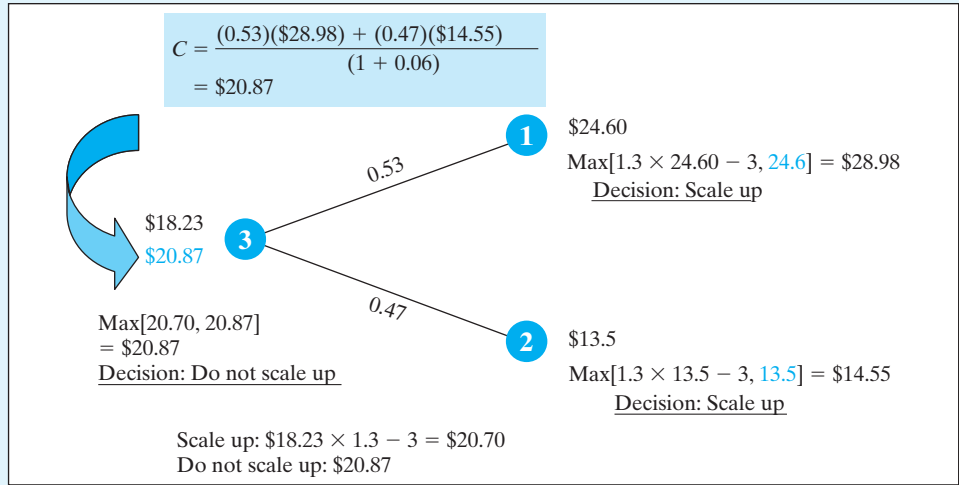 C = (0.53)($28.98) + (0.47)($14.55)
(1 + 0.06)
= $20.87
1
$24.60
Max[1.3 × 24.60 − 3, 24.6] = $28.98
Decision: Scale up
0.53
$18.23
3
$20.87
0.47
Max[20.70, 20.87]
= $20.87
Decision: Do not scale up
2
$13.5
Max[1.3 × 13.5 − 3, 13.5] = $14.55
Decision: Scale up
Scale up: $18.23 × 1.3 − 3 = $20.70
Do not scale up: $20.87